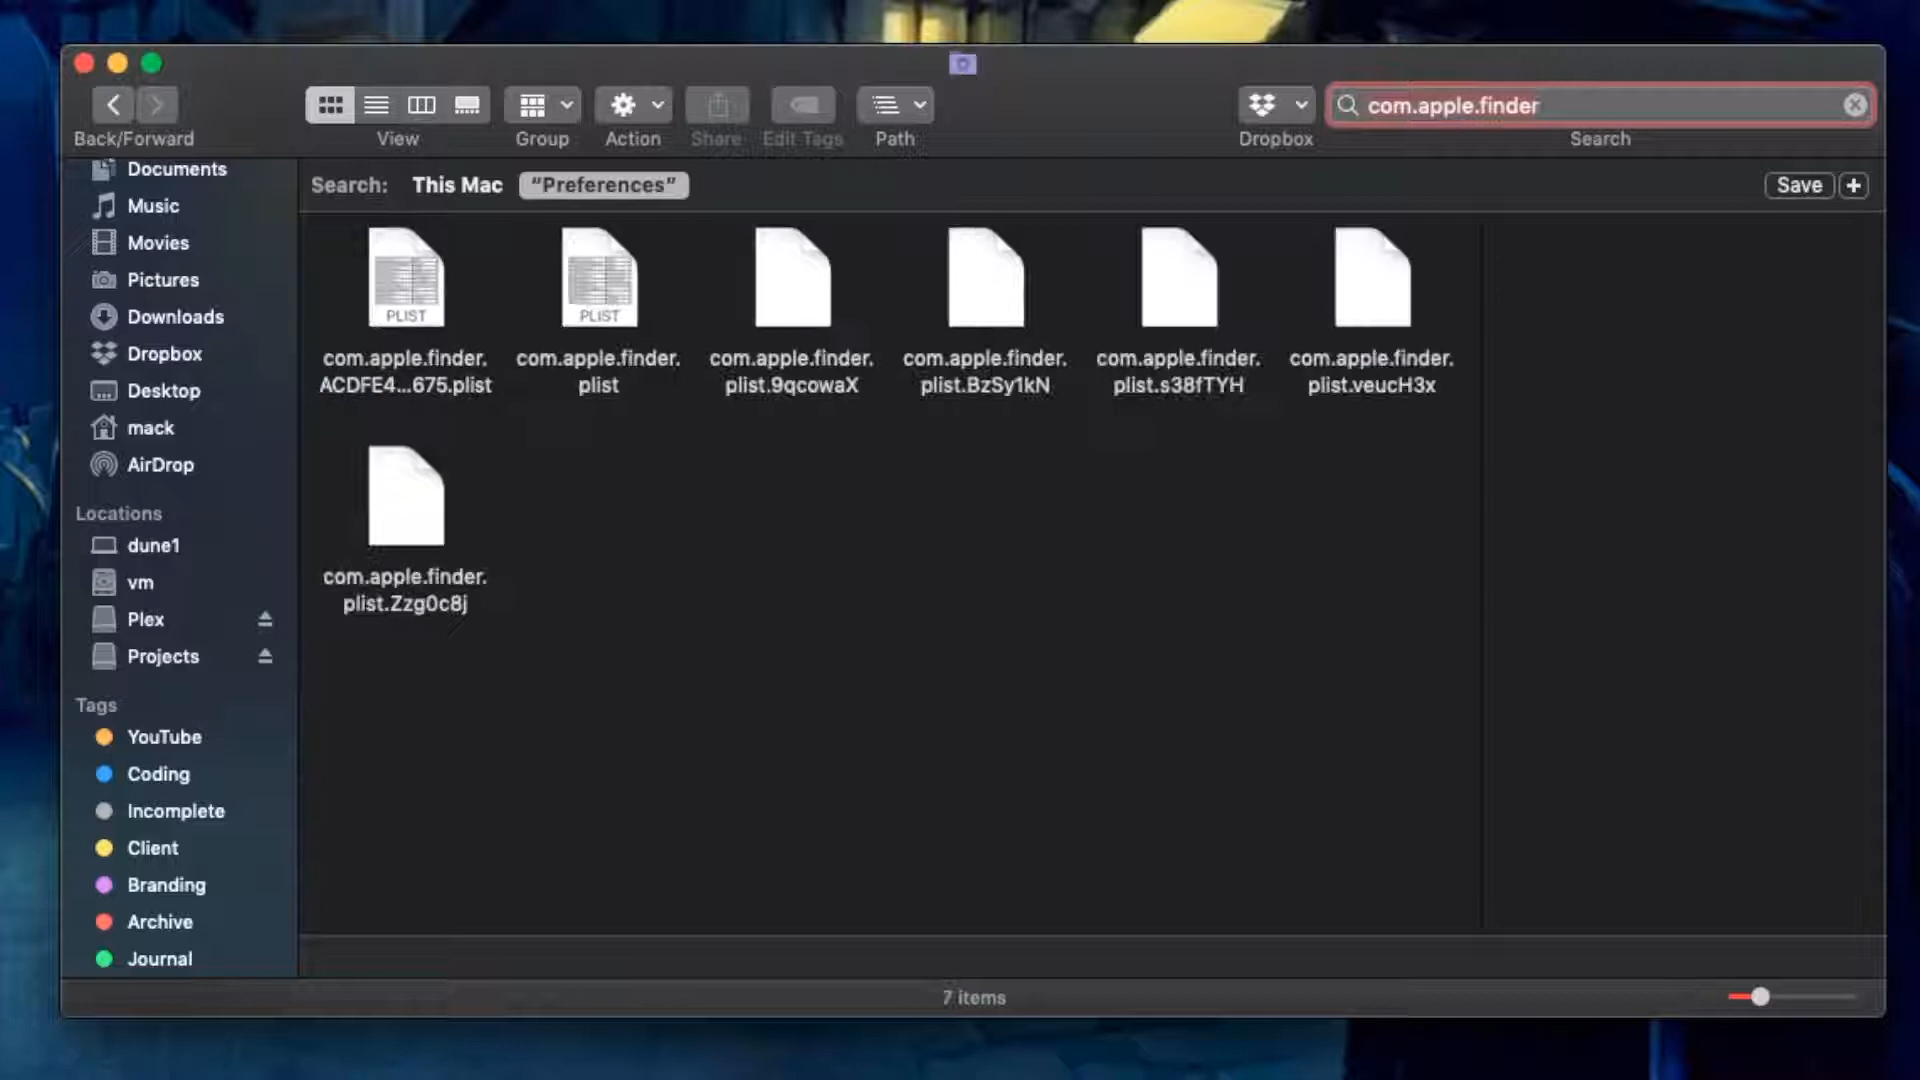 com.apple.finder
Back/Forward
View
Group
Action
Share
Edit Tags
Path
Dropbox
Search
Documents
Music
Movies
Pictures
Downloads
Dropbox
Desktop
mack
AirDrop
Locations
dune1
vm
Plex
Projects
Tags
YouTube
Coding
Incomplete
Client
Branding
Archive
Journal
Search: This Mac "Preferences" Save +
PLIST
com.apple.finder.
ACDFE4...675.plist
PLIST
com.apple.finder.
plist
com.apple.finder.
plist.9qcowaX
com.apple.finder.
plist.BzSy1kN
com.apple.finder.
plist.s38fTYH
com.apple.finder.
plist.veucH3x
com.apple.finder.
plist.Zzg0c8j
7 items